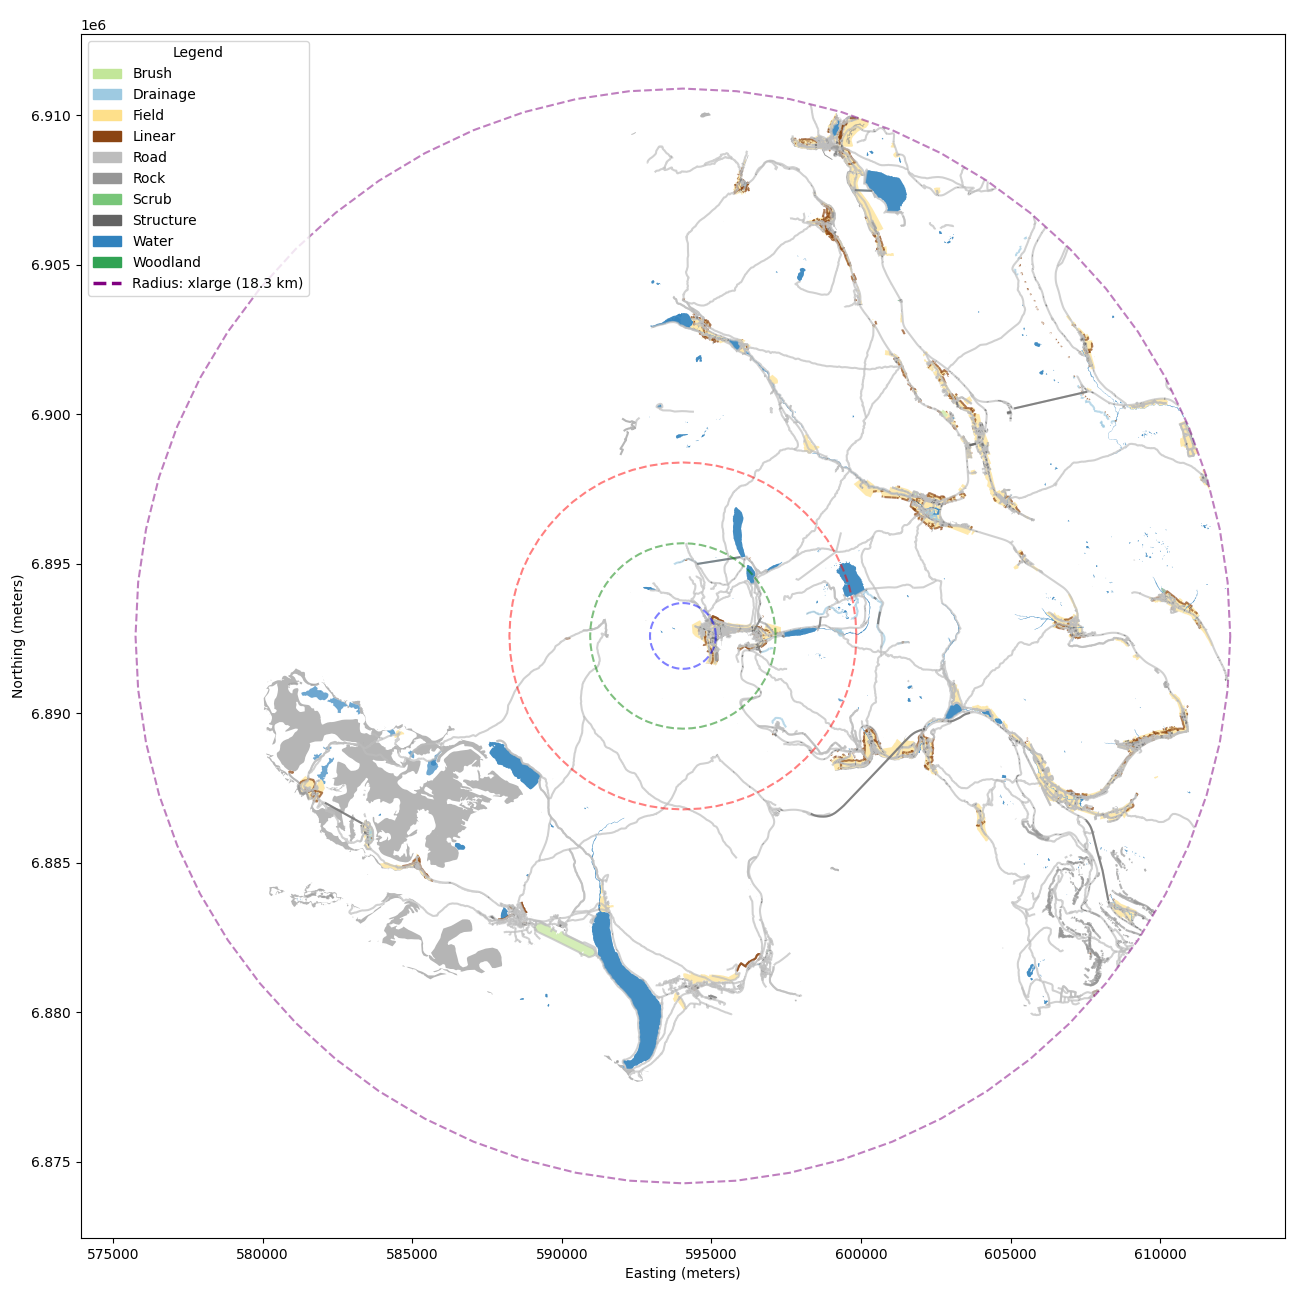 1e6
Legend
Brush
Drainage
Field
Linear
Road
Rock
Scrub
Structure
Water
Woodland
Radius: xlarge (18.3 km)
6.910
6.905
6.900
6.895
6.890
6.885
6.880
6.875
Northing (meters)
575000 580000 585000 590000 595000 600000 605000 610000
Easting (meters)